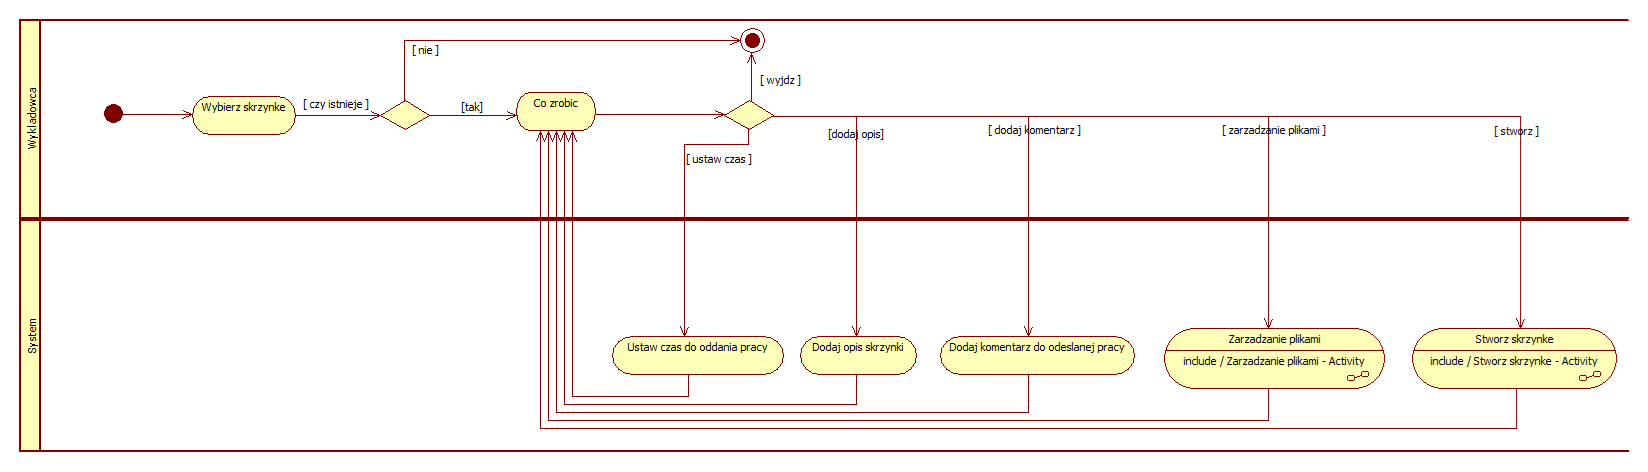 Wykladowca
[ nie ]
[ wyjdz ]
Wybierz skrzynke
[ czy istnieje ]
[tak]
Co zrobic
[dodaj opis]
[ dodaj komentarz ]
[ zarzadzanie plikami ]
[ stworz ]
[ ustaw czas ]
System
Ustaw czas do oddania pracy
Dodaj opis skrzynki
Dodaj komentarz do odeslanej pracy
Zarzadzanie plikami
include / Zarzadzanie plikami - Activity
Stworz skrzynke
include / Stworz skrzynke - Activity